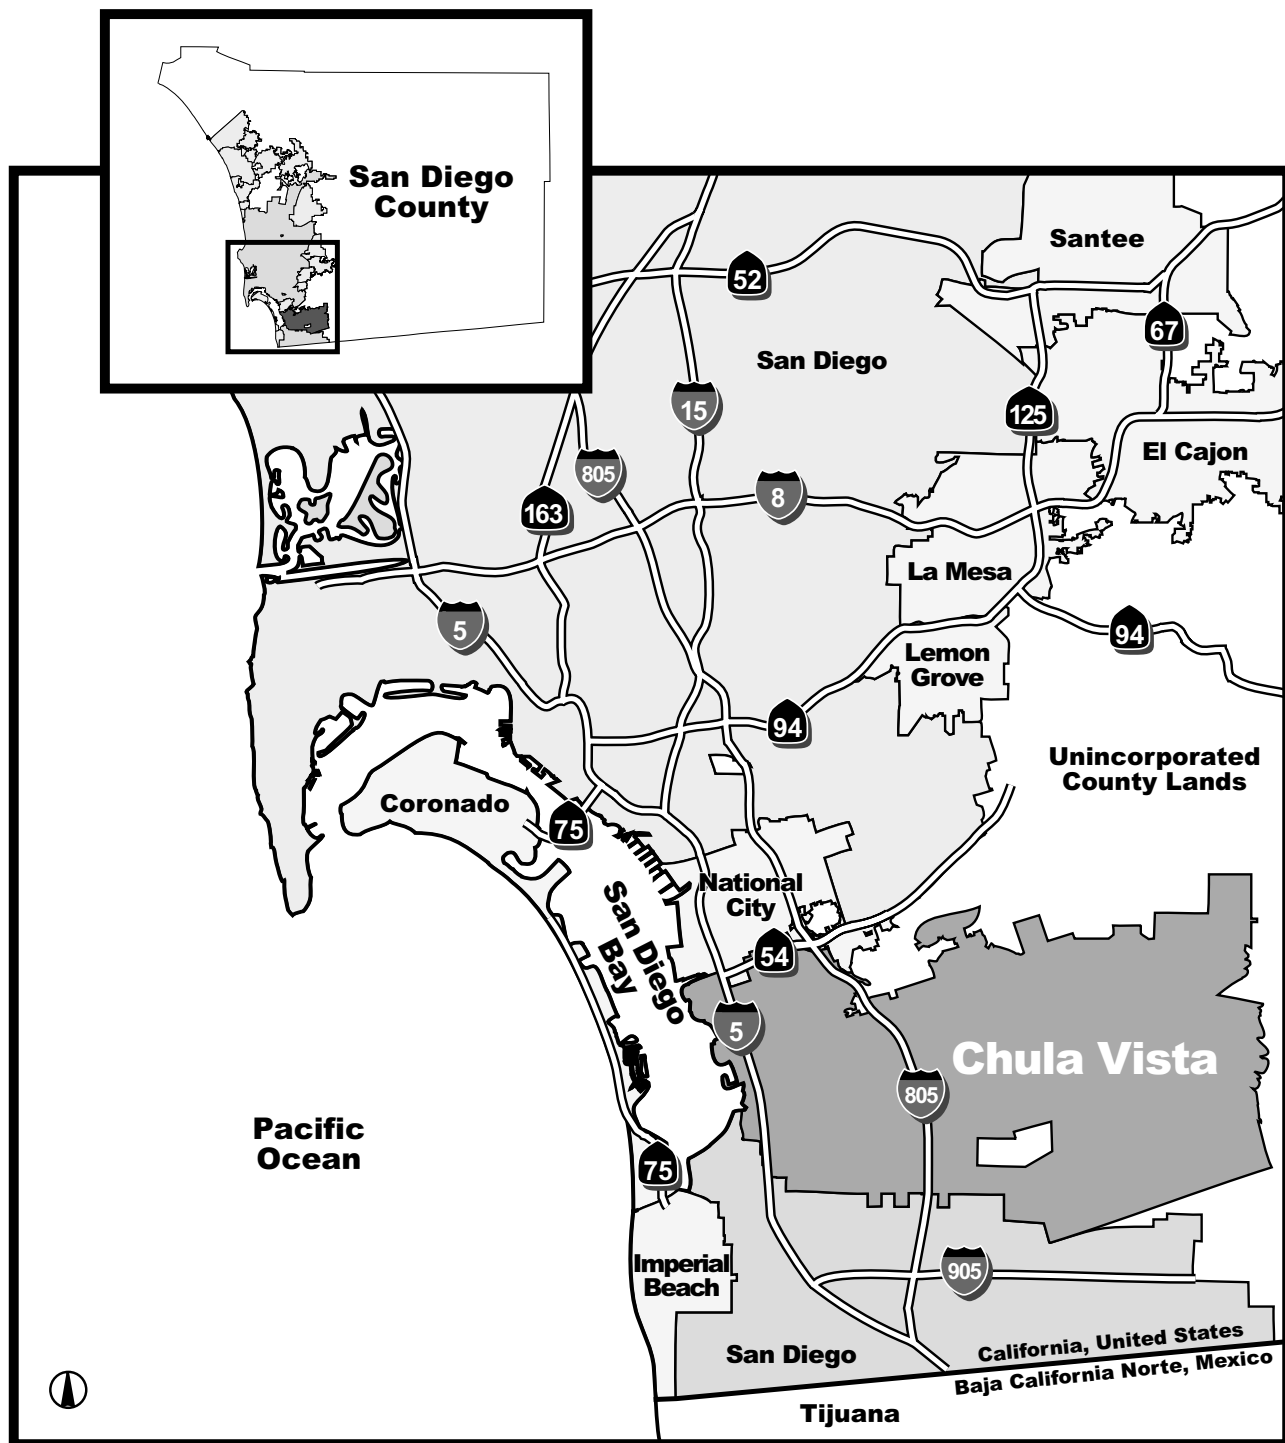 San Diego
County
Santee
52
67
San Diego
15
125
El Cajon
805
8
163
La Mesa
5
94
Lemon
Grove
94
Unincorporated
County Lands
Coronado
75
National
City
San Diego
Bay
54
5
Chula Vista
805
Pacific
Ocean
75
Imperial
Beach
905
San Diego
California, United States
Baja California Norte, Mexico
Tijuana